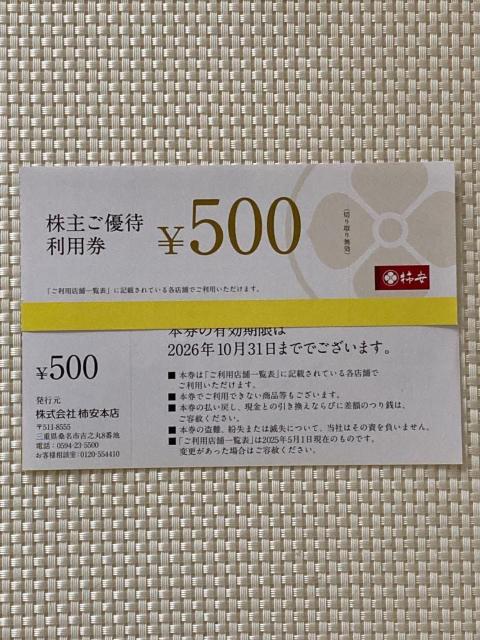 株主ご優待
利用券
¥500
(切り取り無効)
柿安
「ご利用店舗一覧表」に記載されている各店舗でご利用いただけます。
本券の有効期限は
2026年10月31日まででございます。
¥500
発行元
株式会社柿安本店
〒511-8555
三重県桑名市吉之丸8番地
電話：0594-23-5500
お客様相談室：0120-554410
■ 本券は「ご利用店舗一覧表」に記載されている各店舗で
ご利用いただけます。
■ 本券でご利用できない商品等もございます。
■ 本券の払い戻し、現金との引き換えならびに差額のつり銭は、
ご容赦ください。
■ 本券の盗難、紛失または滅失について、当社はその責を負いません。
■ 「ご利用店舗一覧表」は2025年5月1日現在のものです。
変更があった場合はご容赦ください。